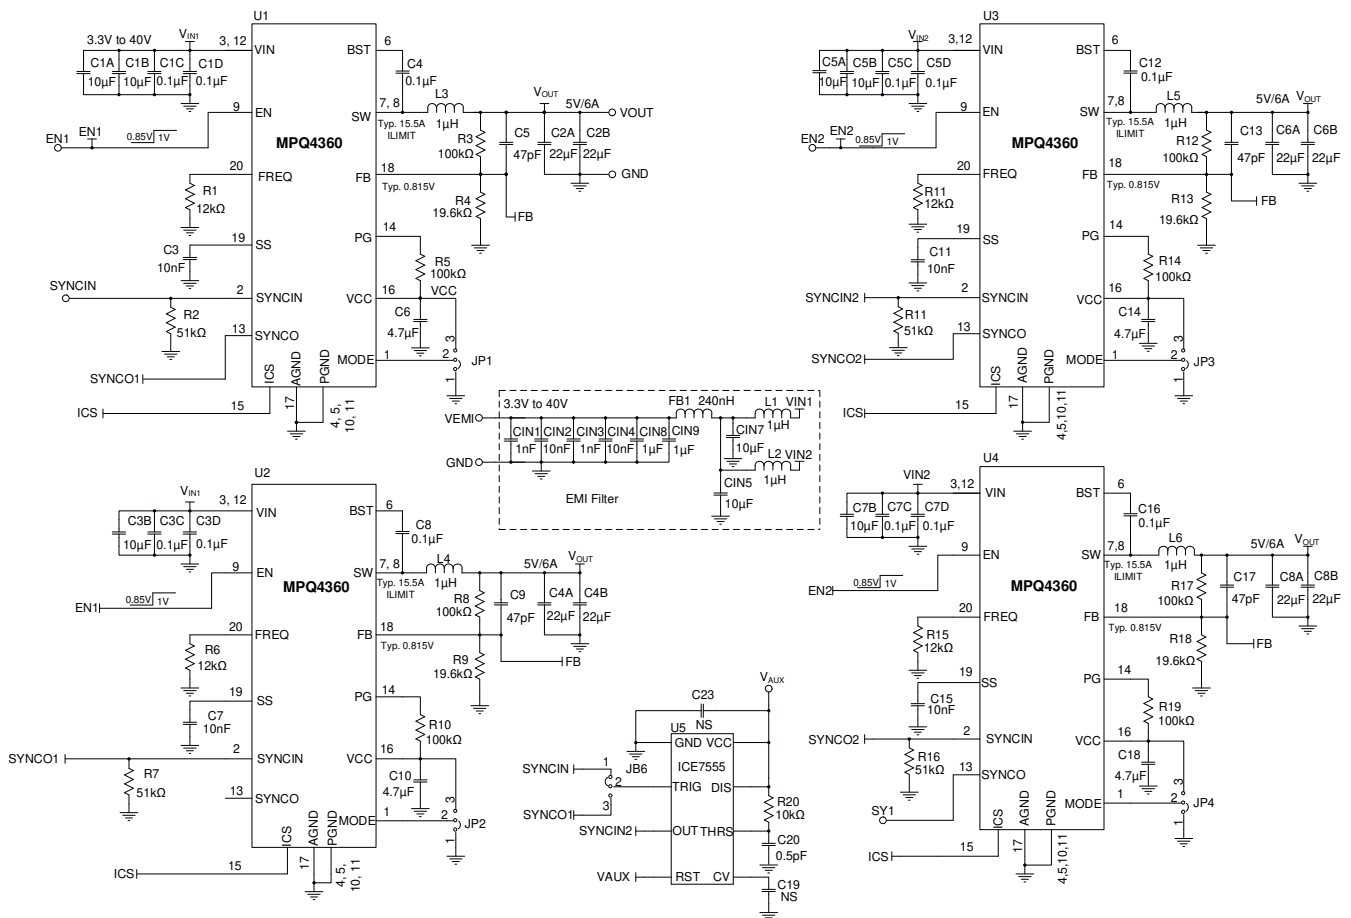 U1
3.3V to 40V
VIN1
3, 12
VIN
BST
6
C1A
C1B
C1C
C1D
10µF
10µF
0.1µF
0.1µF
C4
0.1µF
9
EN
EN1
EN1
0.85V
1V
SW
7, 8
L3
1µH
Typ. 15.5A
ILIMIT
VOUT
5V/6A
VOUT
MPQ4360
R3
100kΩ
C5
47pF
C2A
22µF
C2B
22µF
20
FREQ
FB
18
Typ. 0.815V
GND
R1
12kΩ
R4
19.6kΩ
FB
19
SS
C3
10nF
PG
14
R5
100kΩ
SYNCIN
2
SYNCIN
VCC
16
VCC
R2
51kΩ
C6
4.7µF
13
SYNCO
MODE
1
3
2
1
JP1
SYNCO1
ICS
AGND
PGND
ICS
15
17
4, 5,
10, 11
U3
VIN2
3,12
VIN
BST
6
C5A
C5B
C5C
C5D
10µF
10µF
0.1µF
0.1µF
C12
0.1µF
9
EN
EN2
EN2
0.85V
1V
SW
7,8
L5
1µH
Typ. 15.5A
ILIMIT
5V/6A
VOUT
MPQ4360
R12
100kΩ
C13
47pF
C6A
22µF
C6B
22µF
20
FREQ
FB
18
Typ. 0.815V
R11
12kΩ
R13
19.6kΩ
FB
19
SS
C11
10nF
PG
14
R14
100kΩ
SYNCIN2
2
SYNCIN
VCC
16
R11
51kΩ
C14
4.7µF
13
SYNCO
SYNCO2
MODE
1
3
2
1
JP3
ICS
AGND
PGND
ICS
15
17
4,5,10,11
3.3V to 40V
FB1
240nH
L1
VIN1
1µH
VEMI
CIN1
CIN2
CIN3
CIN4
CIN8
CIN9
1nF
10nF
1nF
10nF
1µF
1µF
CIN7
10µF
L2
VIN2
1µH
GND
CIN5
10µF
EMI Filter
U2
VIN1
3, 12
VIN
BST
6
C3B
C3C
C3D
10µF
0.1µF
0.1µF
C8
0.1µF
9
EN
EN1
0.85V
1V
SW
7, 8
L4
1µH
Typ. 15.5A
ILIMIT
5V/6A
VOUT
MPQ4360
R8
100kΩ
C9
47pF
C4A
22µF
C4B
22µF
20
FREQ
FB
18
Typ. 0.815V
R6
12kΩ
R9
19.6kΩ
FB
19
SS
C7
10nF
PG
14
R10
100kΩ
SYNCO1
2
SYNCIN
VCC
16
R7
51kΩ
C10
4.7µF
13
SYNCO
MODE
1
3
2
1
JP2
ICS
AGND
PGND
ICS
15
17
4, 5,
10, 11
VAUX
C23
NS
U5
GND
VCC
ICE7555
SYNCIN
1
JB6
2
TRIG
DIS
SYNCO1
3
R20
10kΩ
SYNCIN2
OUT
THRS
C20
0.5pF
VAUX
RST
CV
C19
NS
U4
VIN2
3,12
VIN
BST
6
C7B
C7C
C7D
10µF
0.1µF
0.1µF
C16
0.1µF
9
EN
EN2
0.85V
1V
SW
7,8
L6
1µH
Typ. 15.5A
ILIMIT
5V/6A
VOUT
MPQ4360
R17
100kΩ
C17
47pF
C8A
22µF
C8B
22µF
20
FREQ
FB
18
Typ. 0.815V
R15
12kΩ
R18
19.6kΩ
FB
19
SS
C15
10nF
PG
14
R19
100kΩ
SYNCO2
2
SYNCIN
VCC
16
R16
51kΩ
C18
4.7µF
13
SYNCO
SY1
MODE
1
3
2
1
JP4
ICS
AGND
PGND
ICS
15
17
4,5,10,11